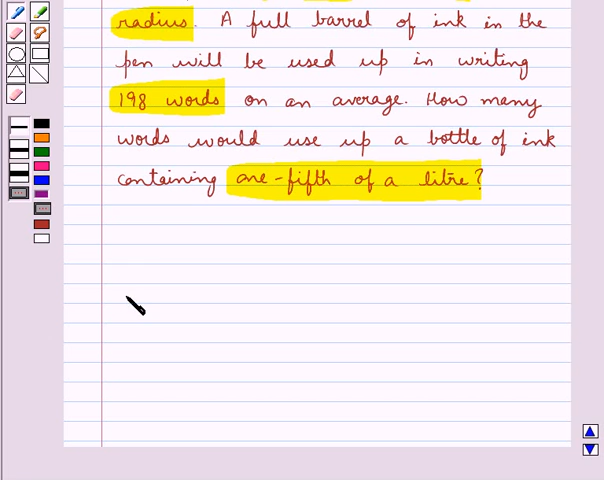 radius. A full barrel of ink in the
pen will be used up in writing
198 words on an average. How many
words would use up a bottle of ink
containing one-fifth of a litre?